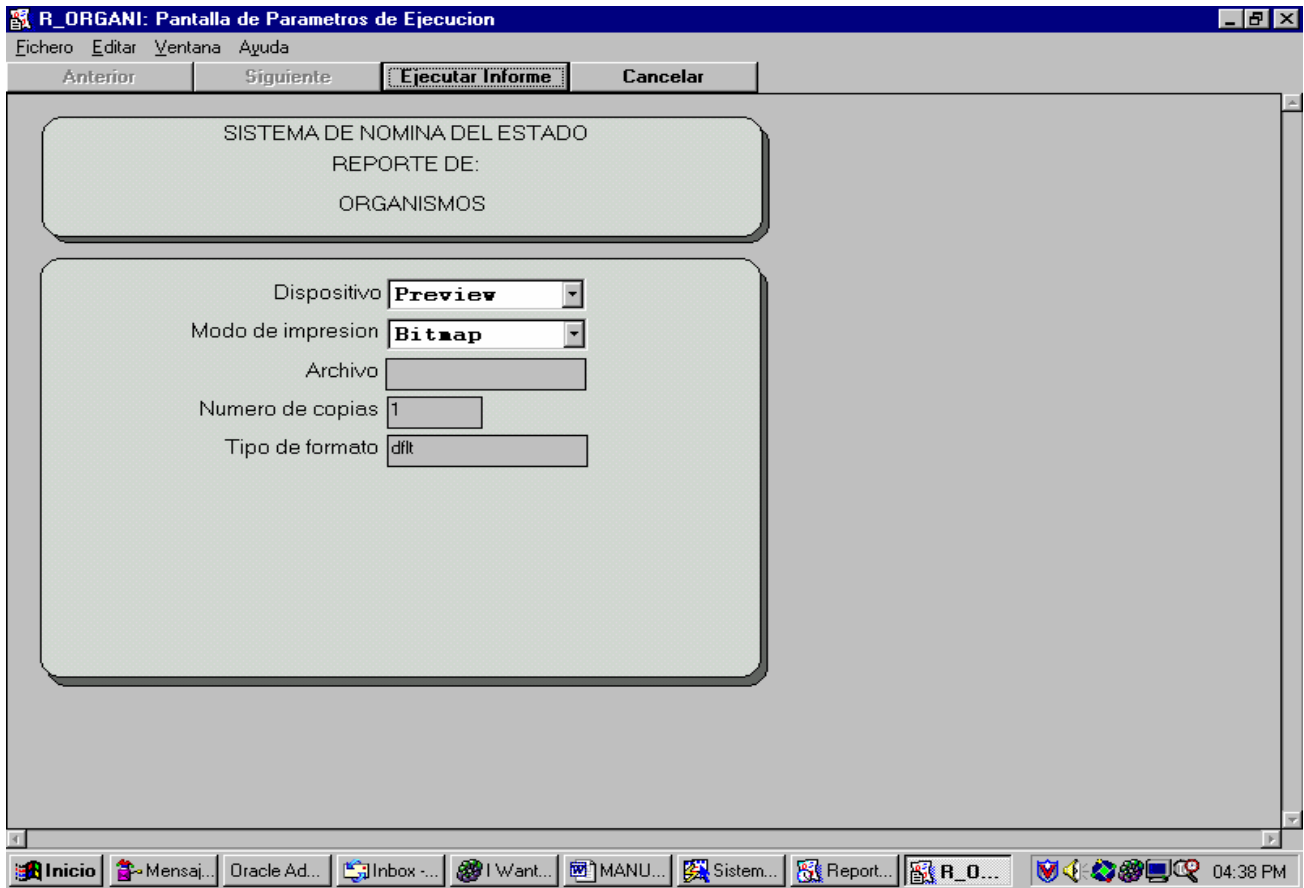 R_ORGANI: Pantalla de Parametros de Ejecucion
Fichero Editar Ventana Ayuda
Anterior Siguiente Ejecutar Informe Cancelar
SISTEMA DE NOMINA DEL ESTADO
REPORTE DE:
ORGANISMOS
Dispositivo Preview
Modo de impresion Bitmap
Archivo
Numero de copias 1
Tipo de formato dflt
Inicio Mensaj... Oracle Ad... Inbox -... I Want... MANU... Sistem... Report... R_O... 04:38 PM